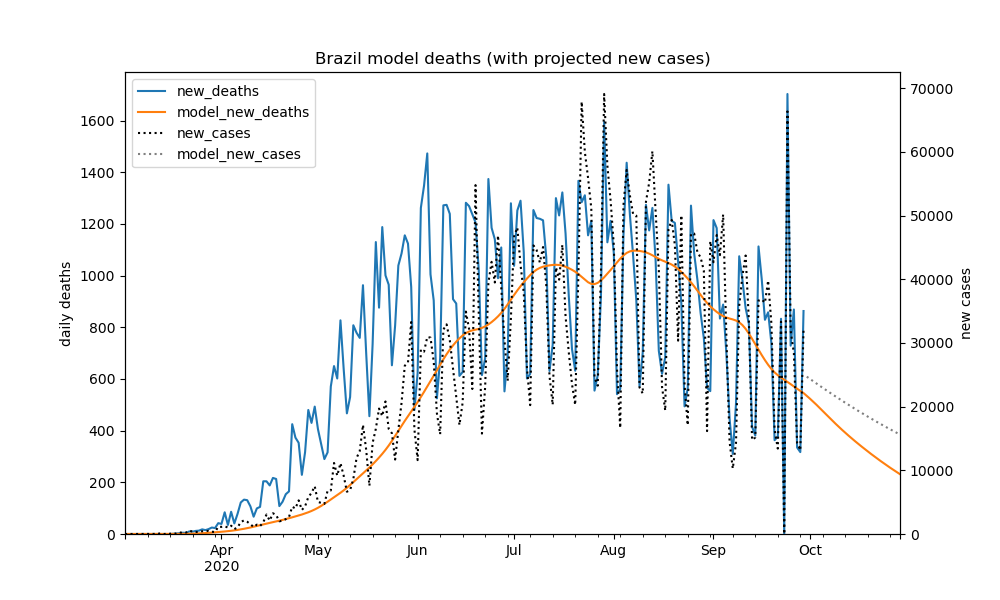 Brazil model deaths (with projected new cases)
new_deaths
model_new_deaths
new_cases
model_new_cases
daily deaths
1600
1400
1200
1000
800
600
400
200
0
new cases
70000
60000
50000
40000
30000
20000
10000
0
Apr May Jun Jul Aug Sep Oct
2020